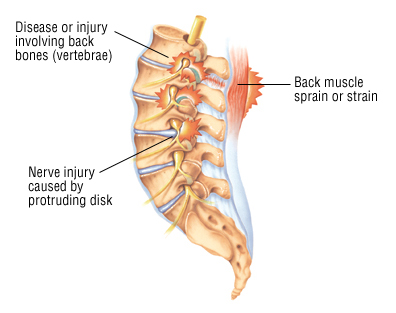 Disease or injury
involving back
bones (vertebrae)
Back muscle
sprain or strain
Nerve injury
caused by
protruding disk